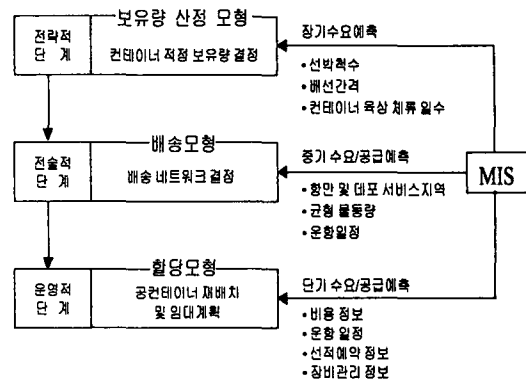 보유량 산정 모형
전략적
단 계
컨테이너 적정 보유량 결정
장기수요예측
• 선박척수
• 배선간격
• 컨테이너 육상 체류 일수
배송모형
전술적
단 계
배송 네트워크 결정
중기 수요/공급예측
• 항만 및 데포 서비스지역
• 균형 물동량
• 운항일정
MIS
할당모형
운영적
단 계
공컨테이너 재배치
및 임대계획
단기 수요/공급예측
• 비용 정보
• 운항 일정
• 선적예약 정보
• 장비관리 정보